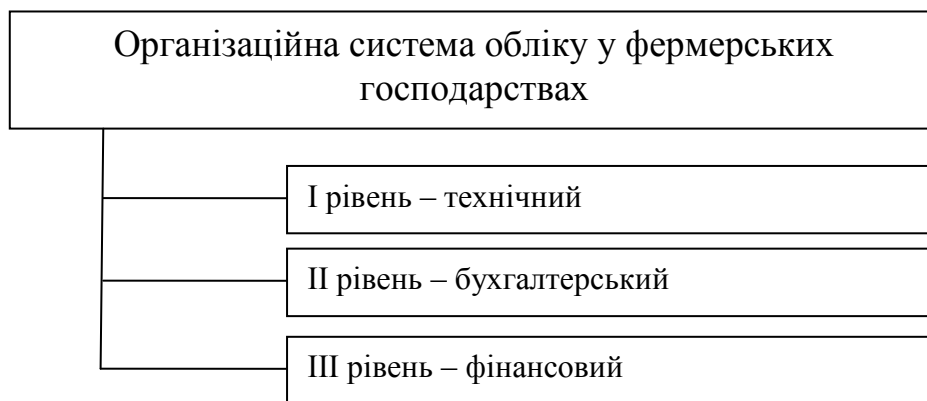 Організаційна система обліку у фермерських
господарствах
І рівень – технічний
ІІ рівень – бухгалтерський
ІІІ рівень – фінансовий